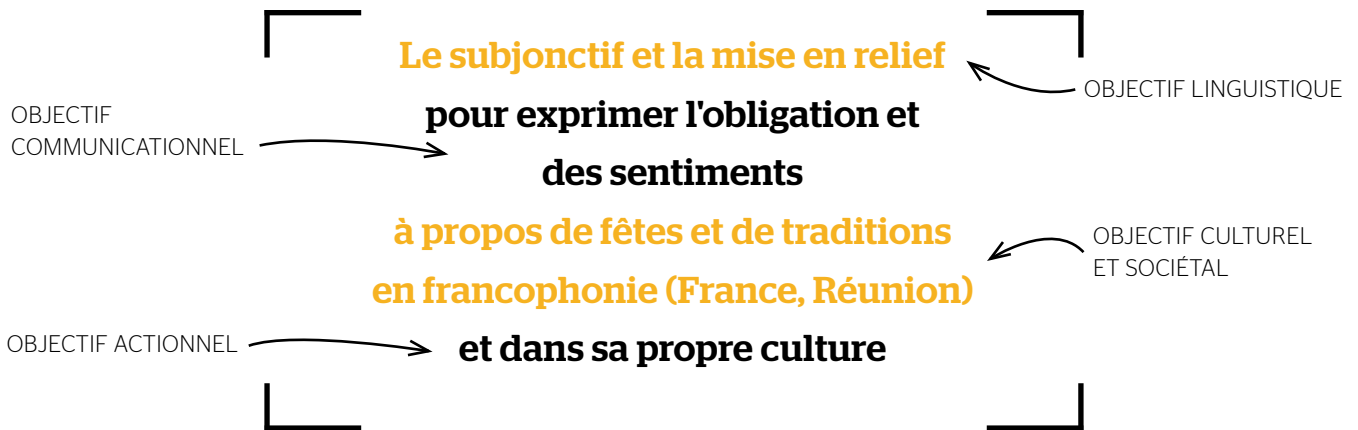 Le subjonctif et la mise en relief
OBJECTIF LINGUISTIQUE
pour exprimer l'obligation et
des sentiments
OBJECTIF
COMMUNICATIONNEL
à propos de fêtes et de traditions
en francophonie (France, Réunion)
OBJECTIF CULTUREL
ET SOCIÉTAL
OBJECTIF ACTIONNEL
et dans sa propre culture